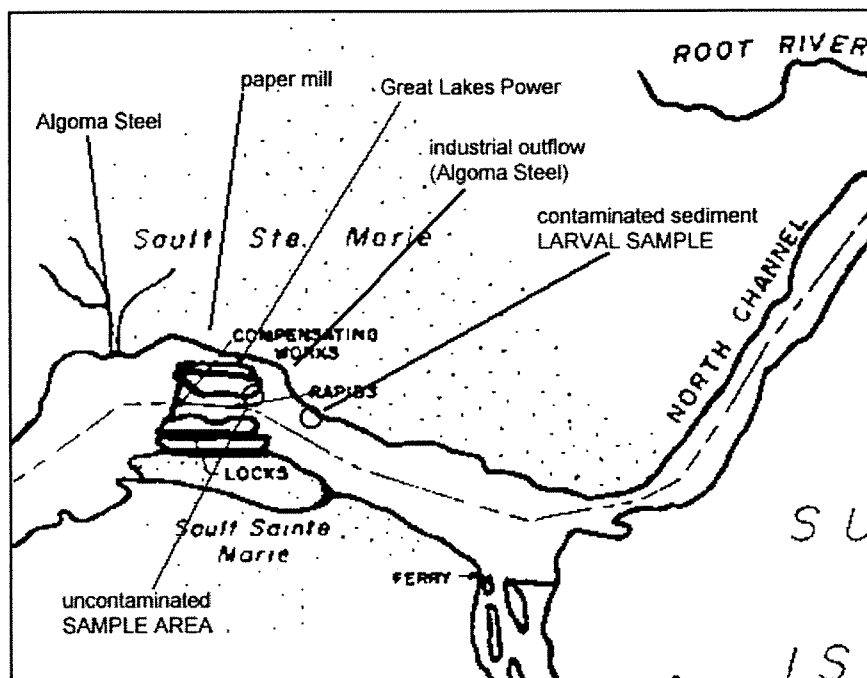 ROOT RIVER
paper mill
Great Lakes Power
Algoma Steel
industrial outflow
(Algoma Steel)
contaminated sediment
LARVAL SAMPLE
Sault Ste. Marie
NORTH CHANNEL
COMPENSATING
WORKS
RAPIDS
LOCKS
Sault Sainte
Marie
FERRY
uncontaminated
SAMPLE AREA
SU
IS